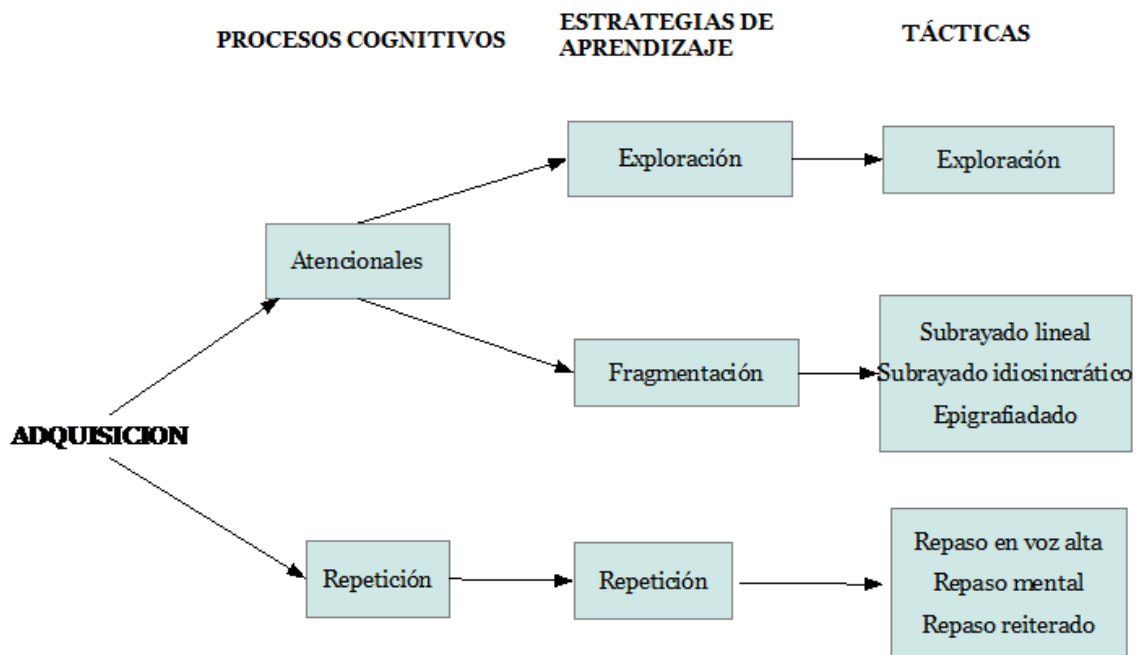 PROCESOS COGNITIVOS
ESTRATEGIAS DE
APRENDIZAJE
TÁCTICAS
Exploración
Exploración
Atencionales
Fragmentación
Subrayado lineal
Subrayado idiosincrático
Epigrafiadado
ADQUISICION
Repetición
Repetición
Repaso en voz alta
Repaso mental
Repaso reiterado